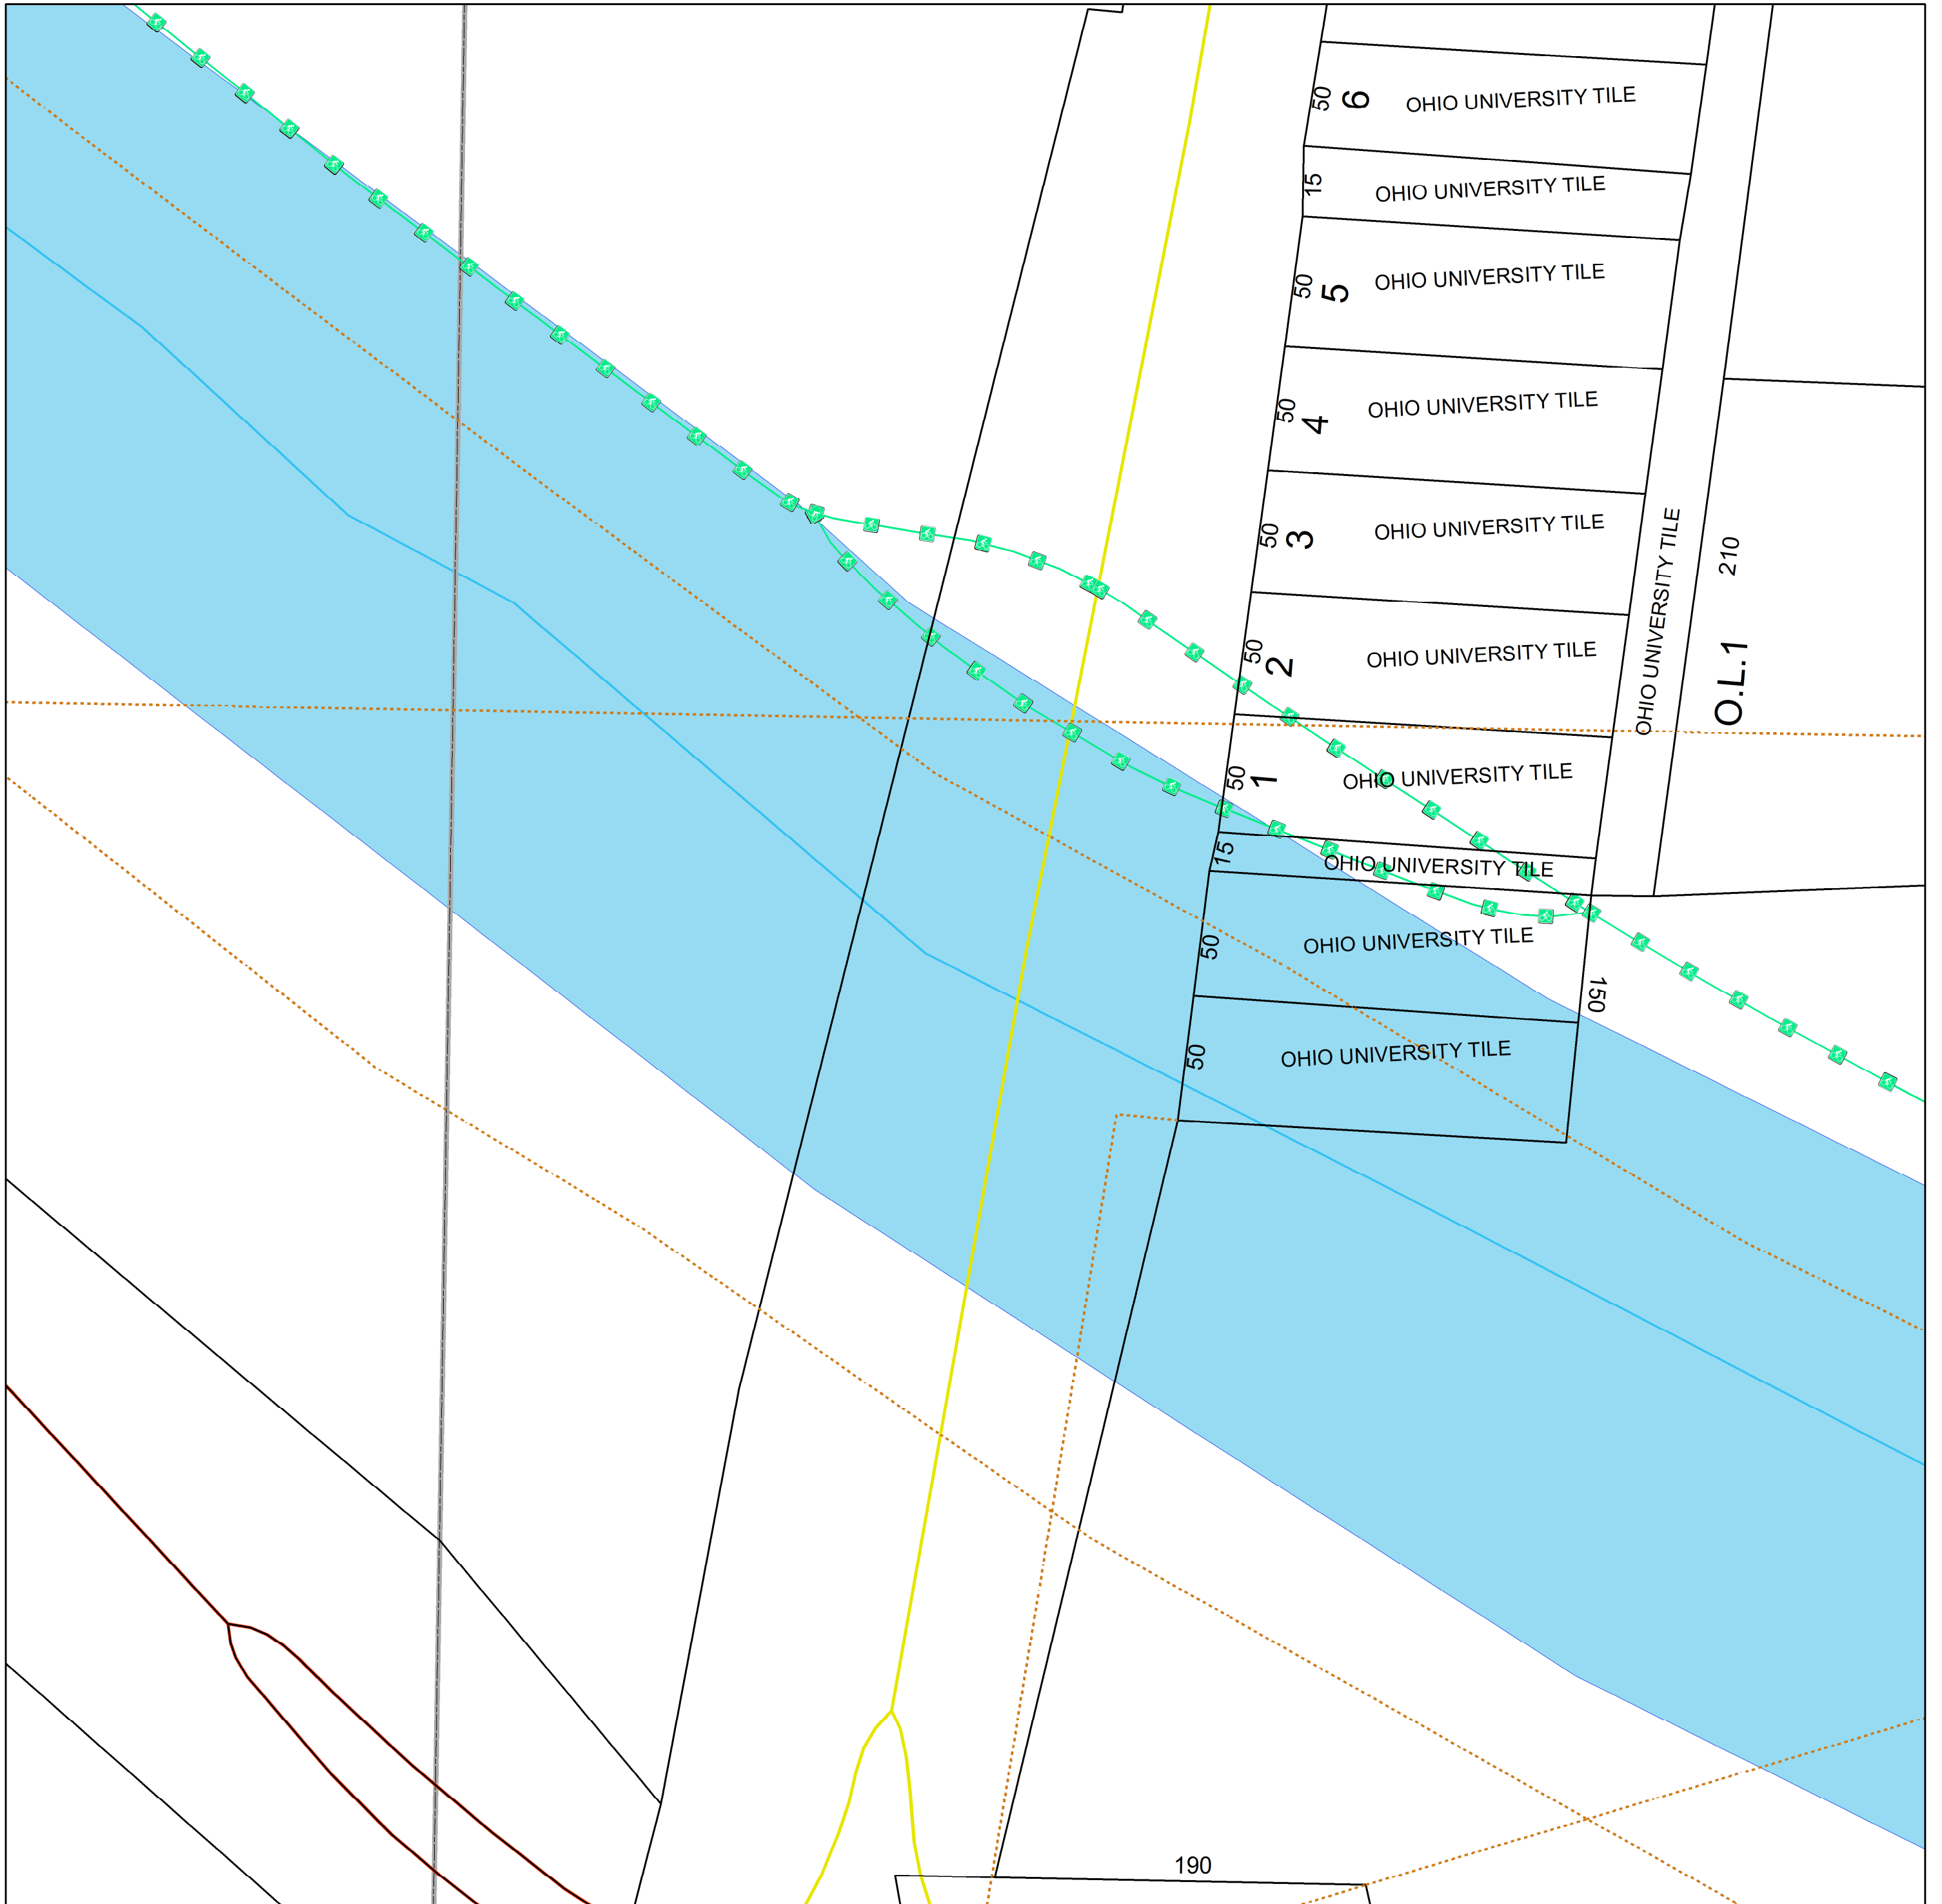 50 6 OHIO UNIVERSITY TILE
15 OHIO UNIVERSITY TILE
50 5 OHIO UNIVERSITY TILE
50 4 OHIO UNIVERSITY TILE
50 3 OHIO UNIVERSITY TILE
OHIO UNIVERSITY TILE
210
50 2 OHIO UNIVERSITY TILE
O.L.1
50 1 OHIO UNIVERSITY TILE
15 OHIO UNIVERSITY TILE
50 OHIO UNIVERSITY TILE
150
50 OHIO UNIVERSITY TILE
190